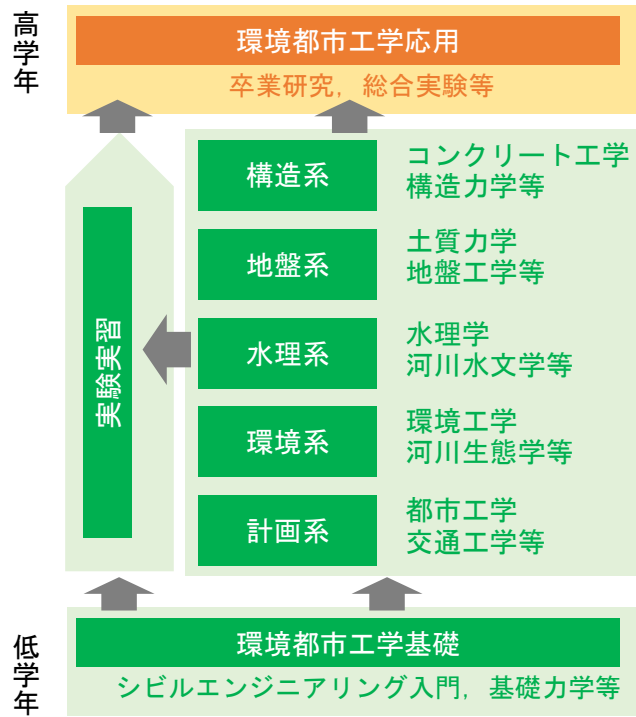 高学年
環境都市工学応用
卒業研究，総合実験等
構造系
コンクリート工学
構造力学等
地盤系
土質力学
地盤工学等
実験実習
水理系
水理学
河川水文学等
環境系
環境工学
河川生態学等
計画系
都市工学
交通工学等
低学年
環境都市工学基礎
シビルエンジニアリング入門，基礎力学等